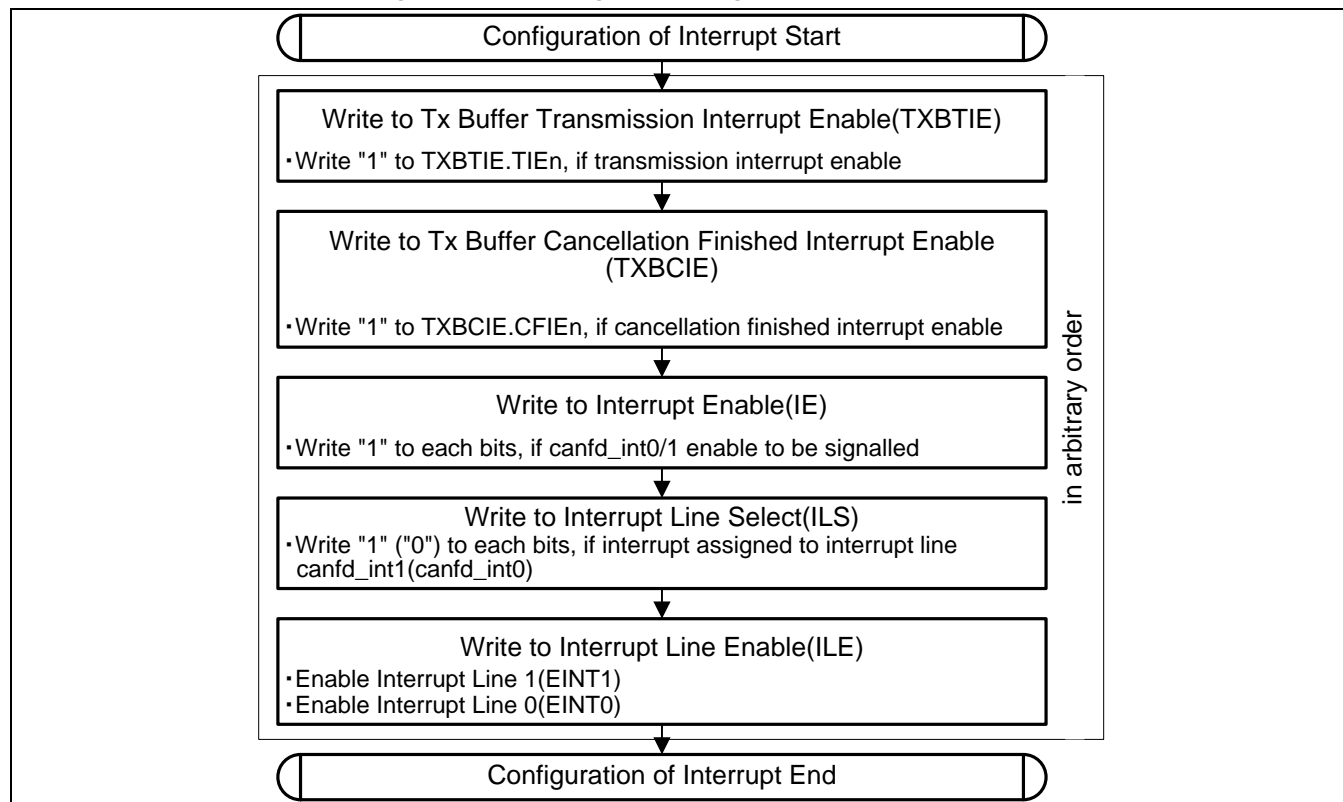 Configuration of Interrupt Start
Write to Tx Buffer Transmission Interrupt Enable(TXBTIE)
・Write "1" to TXBTIE.TIEn, if transmission interrupt enable
Write to Tx Buffer Cancellation Finished Interrupt Enable
(TXBCIE)
・Write "1" to TXBCIE.CFIEn, if cancellation finished interrupt enable
Write to Interrupt Enable(IE)
・Write "1" to each bits, if canfd_int0/1 enable to be signalled
Write to Interrupt Line Select(ILS)
・Write "1" ("0") to each bits, if interrupt assigned to interrupt line
canfd_int1(canfd_int0)
Write to Interrupt Line Enable(ILE)
・Enable Interrupt Line 1(EINT1)
・Enable Interrupt Line 0(EINT0)
in arbitrary order
Configuration of Interrupt End